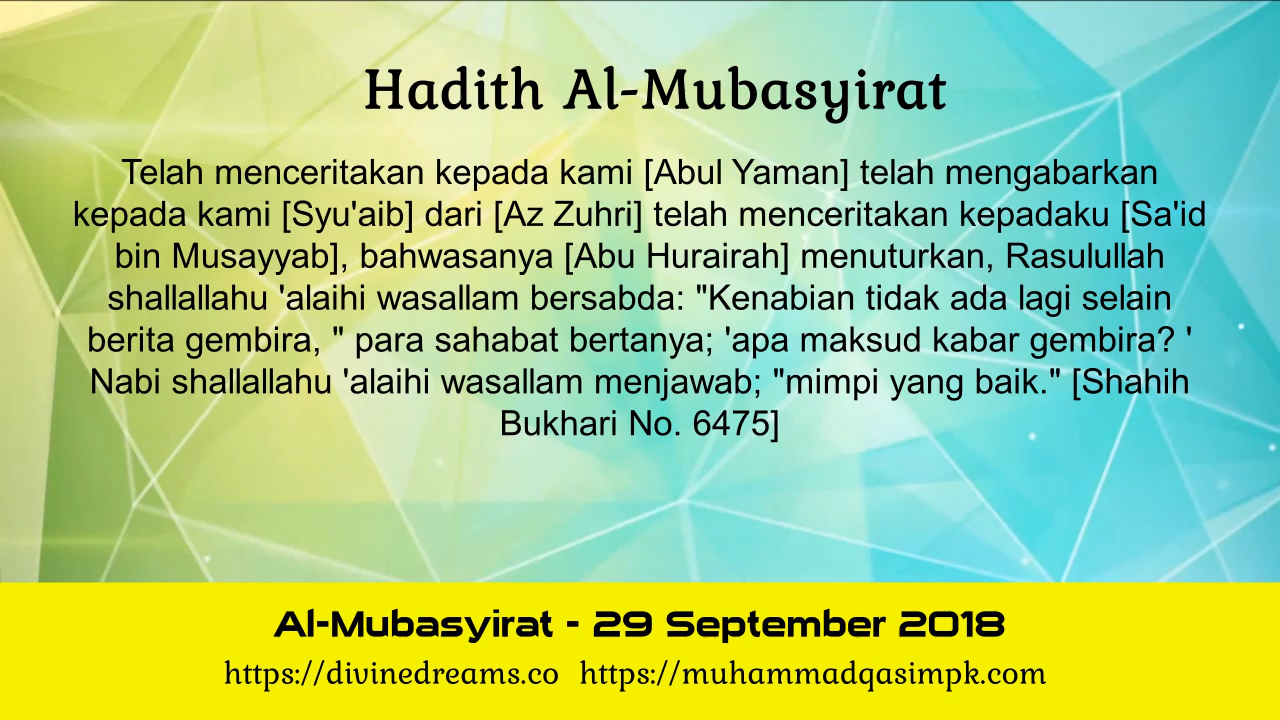 Hadith Al-Mubasyirat
Telah menceritakan kepada kami [Abul Yaman] telah mengabarkan
kepada kami [Syu'aib] dari [Az Zuhri] telah menceritakan kepadaku [Sa'id
bin Musayyab], bahwasanya [Abu Hurairah] menuturkan, Rasulullah
shallallahu 'alaihi wasallam bersabda: "Kenabian tidak ada lagi selain
berita gembira, " para sahabat bertanya; 'apa maksud kabar gembira? '
Nabi shallallahu 'alaihi wasallam menjawab; "mimpi yang baik." [Shahih
Bukhari No. 6475]
Al-Mubasyirat - 29 September 2018
https://divinedreams.co https://muhammadqasimpk.com